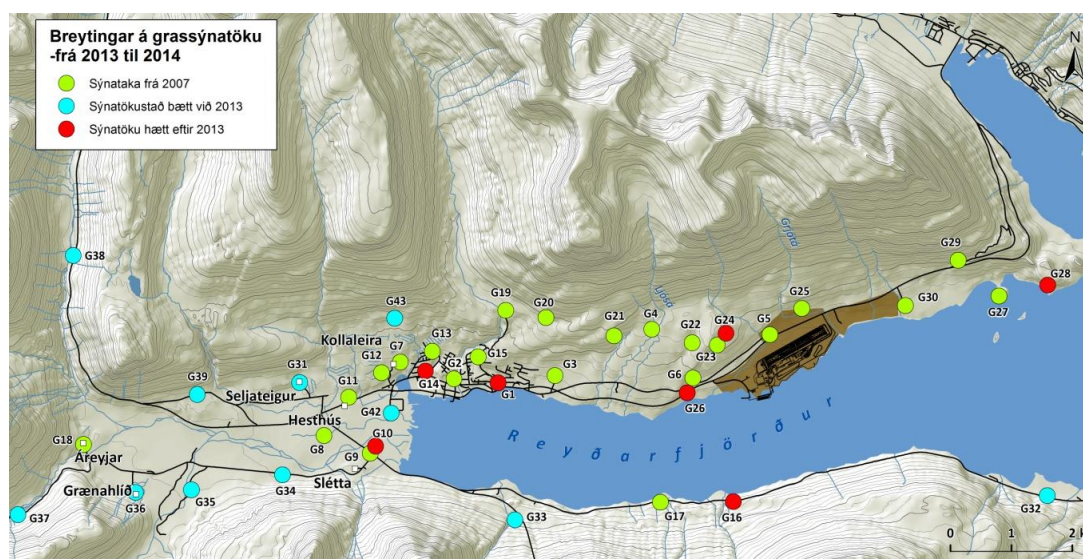 Breytingar á grassýnatöku
-frá 2013 til 2014
Sýnataka frá 2007
Sýnatökustað bætt við 2013
Sýnatöku hætt eftir 2013
N
G38
G29
G28
G27
G30
G43
G19
G20
Grjótá
Ljósá
G25
G24
G5
G21
G4
G22
G23
Kollaleira
G7
G13
G12
G2
G15
G14
G1
G3
G6
G26
G39
G31
Seljateigur
G11
G42
Hesthús
G8
G10
G9
Slétta
Reyðarfjörður
G18
Áreyjar
Grænahlíð
G36
G35
G34
G37
G33
G17
G16
G32
0 1 2